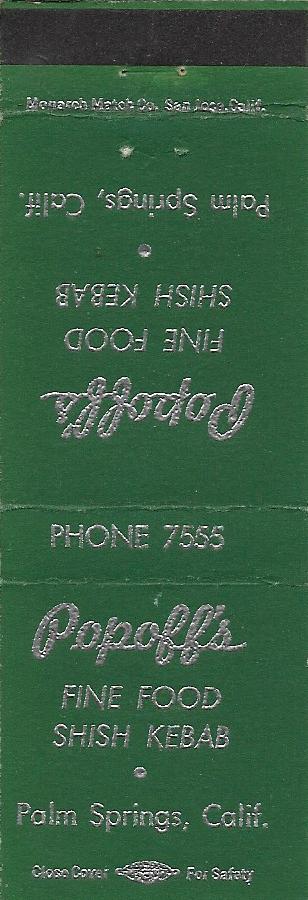 Monarch Match Co. San Jose, Calif.
Palm Springs, Calif.
SHISH KEBAB
FINE FOOD
Popoff's
PHONE 7555
Popoff's
FINE FOOD
SHISH KEBAB
Palm Springs, Calif.
Close Cover For Safety